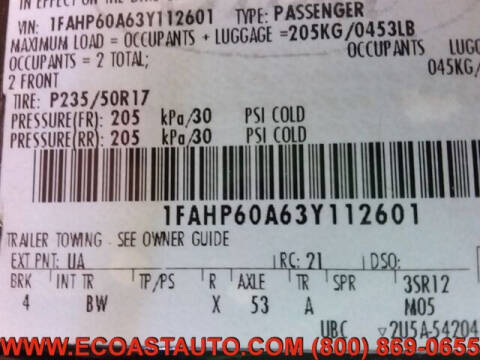 IN EFFECT ON THE
VIN: 1FAHP60A63Y112601 TYPE: PASSENGER
MAXIMUM LOAD = OCCUPANTS + LUGGAGE =205KG/0453LB
OCCUPANTS = 2 TOTAL; OCCUPANTS LUGG
2 FRONT 045KG/
TIRE: P235/50R17
PRESSURE(FR): 205 kPa/30 PSI COLD
PRESSURE(RR): 205 kPa/30 PSI COLD
1FAHP60A63Y112601
TRAILER TOWING - SEE OWNER GUIDE
EXT PNT: UA RC: 21 DSO:
BRK INT TR TP/PS R AXLE TR SPR 3SR12
4 BW X 53 A M05
UBC ▽2U5A-54204
WWW.ECOASTAUTO.COM (800) 869-0655